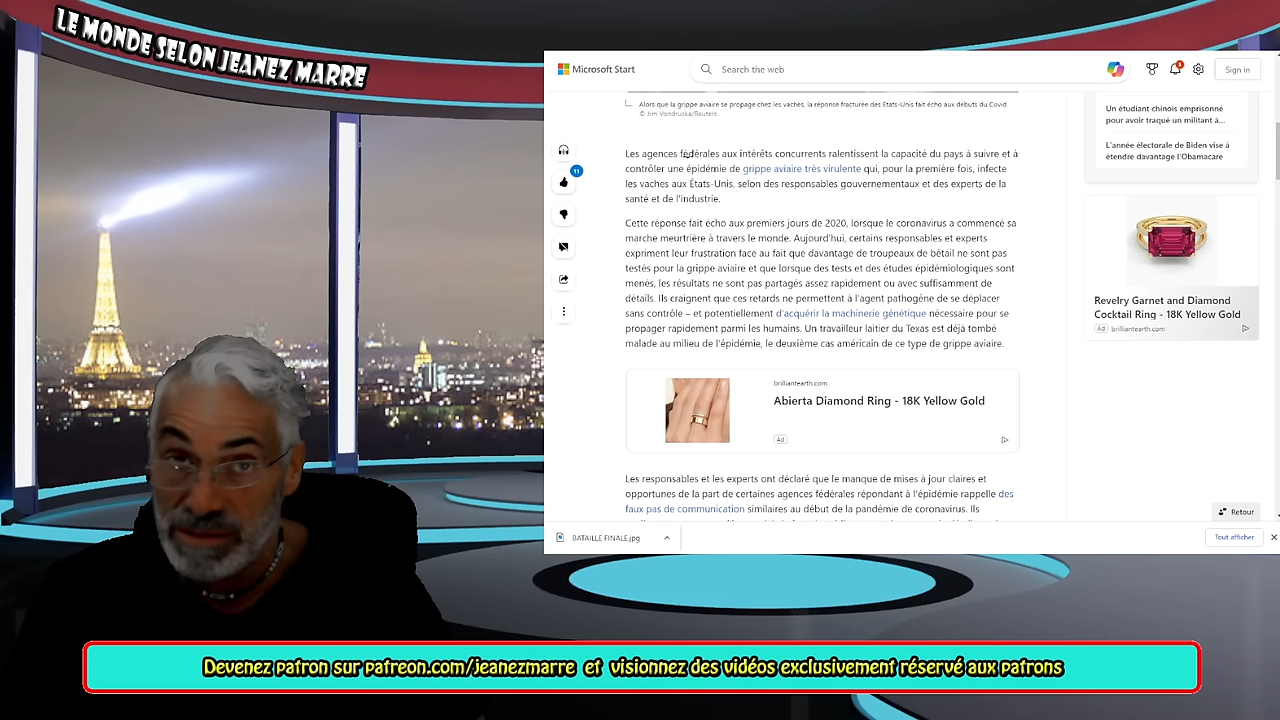 LE MONDE SELON JEANEZ MARRE
Microsoft Start
Search the web
1
Sign in
Alors que la grippe aviaire se propage chez les vaches, la réponse fracturée des États-Unis fait écho aux débuts du Covid
© Jim Vondruska/Reuters
11
Les agences fédérales aux intérêts concurrents ralentissent la capacité du pays à suivre et à
contrôler une épidémie de grippe aviaire très virulente qui, pour la première fois, infecte
les vaches aux États-Unis, selon des responsables gouvernementaux et des experts de la
santé et de l'industrie.
Cette réponse fait écho aux premiers jours de 2020, lorsque le coronavirus a commencé sa
marche meurtrière à travers le monde. Aujourd'hui, certains responsables et experts
expriment leur frustration face au fait que davantage de troupeaux de bétail ne sont pas
testés pour la grippe aviaire et que lorsque des tests et des études épidémiologiques sont
menés, les résultats ne sont pas partagés assez rapidement ou avec suffisamment de
détails. Ils craignent que ces retards ne permettent à l'agent pathogène de se déplacer
sans contrôle – et potentiellement d'acquérir la machinerie génétique nécessaire pour se
propager rapidement parmi les humains. Un travailleur laitier du Texas est déjà tombé
malade au milieu de l'épidémie, le deuxième cas américain de ce type de grippe aviaire.
brilliantearth.com
Abierta Diamond Ring - 18K Yellow Gold
Ad
Les responsables et les experts ont déclaré que le manque de mises à jour claires et
opportunes de la part de certaines agences fédérales répondant à l'épidémie rappelle des
faux pas de communication similaires au début de la pandémie de coronavirus. Ils
Un étudiant chinois emprisonné
pour avoir traqué un militant à...
L'année électorale de Biden vise à
étendre davantage l'Obamacare
Revelry Garnet and Diamond
Cocktail Ring - 18K Yellow Gold
Ad brilliantearth.com
Retour
BATAILLE FINALE.jpg
Tout afficher
Devenez patron sur patreon.com/jeanezmarre et visionnez des vidéos exclusivement réservé aux patrons